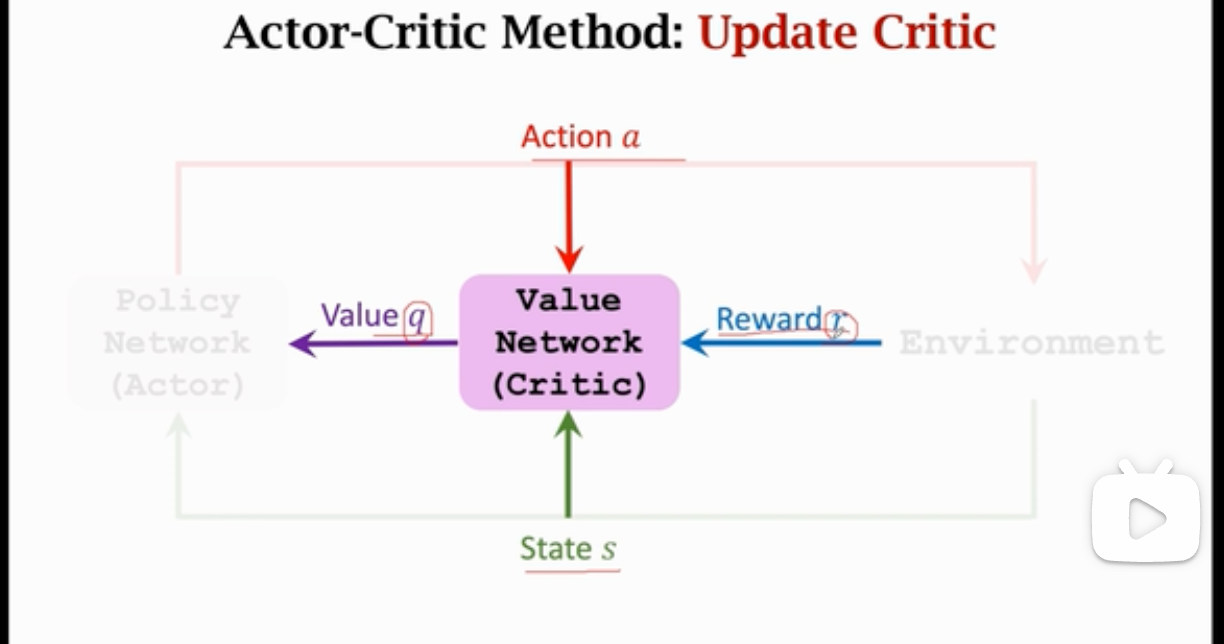 Actor-Critic Method: Update Critic
Action a
Policy
Network
(Actor)
Value q
Value
Network
(Critic)
Reward r
Environment
State s